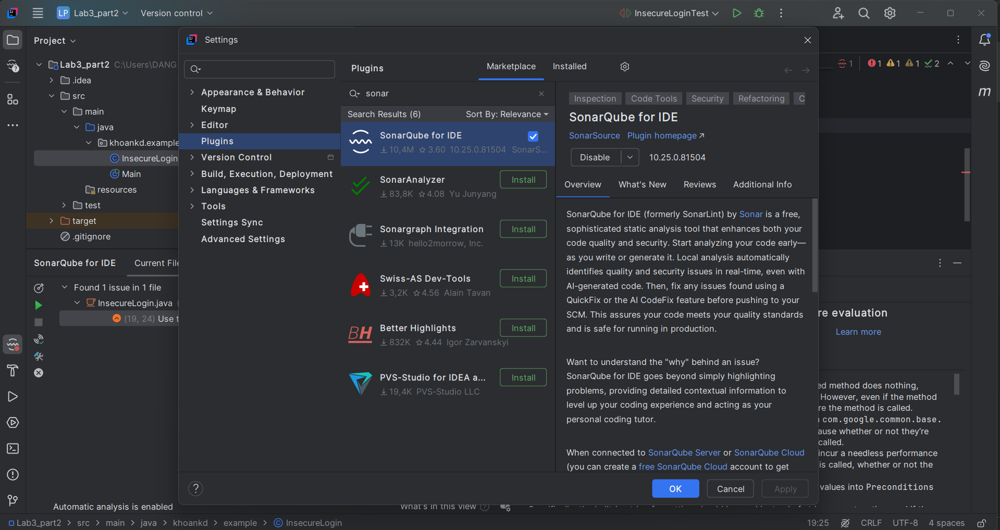 LP Lab3_part2 Version control InsecureLoginTest
Project
Lab3_part2 C:\Users\DANG
.idea
src
main
java
khoankd.example
InsecureLogin
Main
resources
test
target
.gitignore
SonarQube for IDE Current File
Found 1 issue in 1 file
InsecureLogin.java
(19, 24) Use t
Automatic analysis is enabled
Settings
Appearance & Behavior
Keymap
Editor
Plugins
Version Control
Build, Execution, Deployment
Languages & Frameworks
Tools
Settings Sync
Advanced Settings
Plugins Marketplace Installed
sonar
Search Results (6) Sort By: Relevance
SonarQube for IDE
10,4M 3.60 10.25.0.81504 SonarS...
SonarAnalyzer Install
83,8K 4.08 Yu Junyang
Sonargraph Integration Install
13K hello2morrow, Inc.
Swiss-AS Dev-Tools Install
3,2K 4.56 Alain Tavan
BH Better Highlights Install
832K 4.44 Igor Zarvanskyi
PVS-Studio for IDEA a... Install
19,4K PVS-Studio LLC
Inspection Code Tools Security Refactoring C
SonarQube for IDE
SonarSource Plugin homepage
Disable 10.25.0.81504
Overview What's New Reviews Additional Info
SonarQube for IDE (formerly SonarLint) by Sonar is a free,
sophisticated static analysis tool that enhances both your
code quality and security. Start analyzing your code early—
as you write or generate it. Local analysis automatically
identifies quality and security issues in real-time, even with
AI-generated code. Then, fix any issues found using a
QuickFix or the AI CodeFix feature before pushing to your
SCM. This assures your code meets your quality standards
and is safe for running in production.
Want to understand the "why" behind an issue?
SonarQube for IDE goes beyond simply highlighting
problems, providing detailed contextual information to
level up your coding experience and acting as your
personal coding tutor.
When connected to SonarQube Server or SonarQube Cloud
(you can create a free SonarQube Cloud account to get
? OK Cancel Apply
1 1 1 1 2
m
re evaluation
Learn more
ed method does nothing,
However, even if the method
re the method is called.
com.google.common.base.
ause whether or not they're
called.
incur a needless performance
is called, whether or not the
values into Preconditions
What's in this view
Lab3_part2 > src > main > java > khoankd > example > InsecureLogin
19:25 CRLF UTF-8 4 spaces